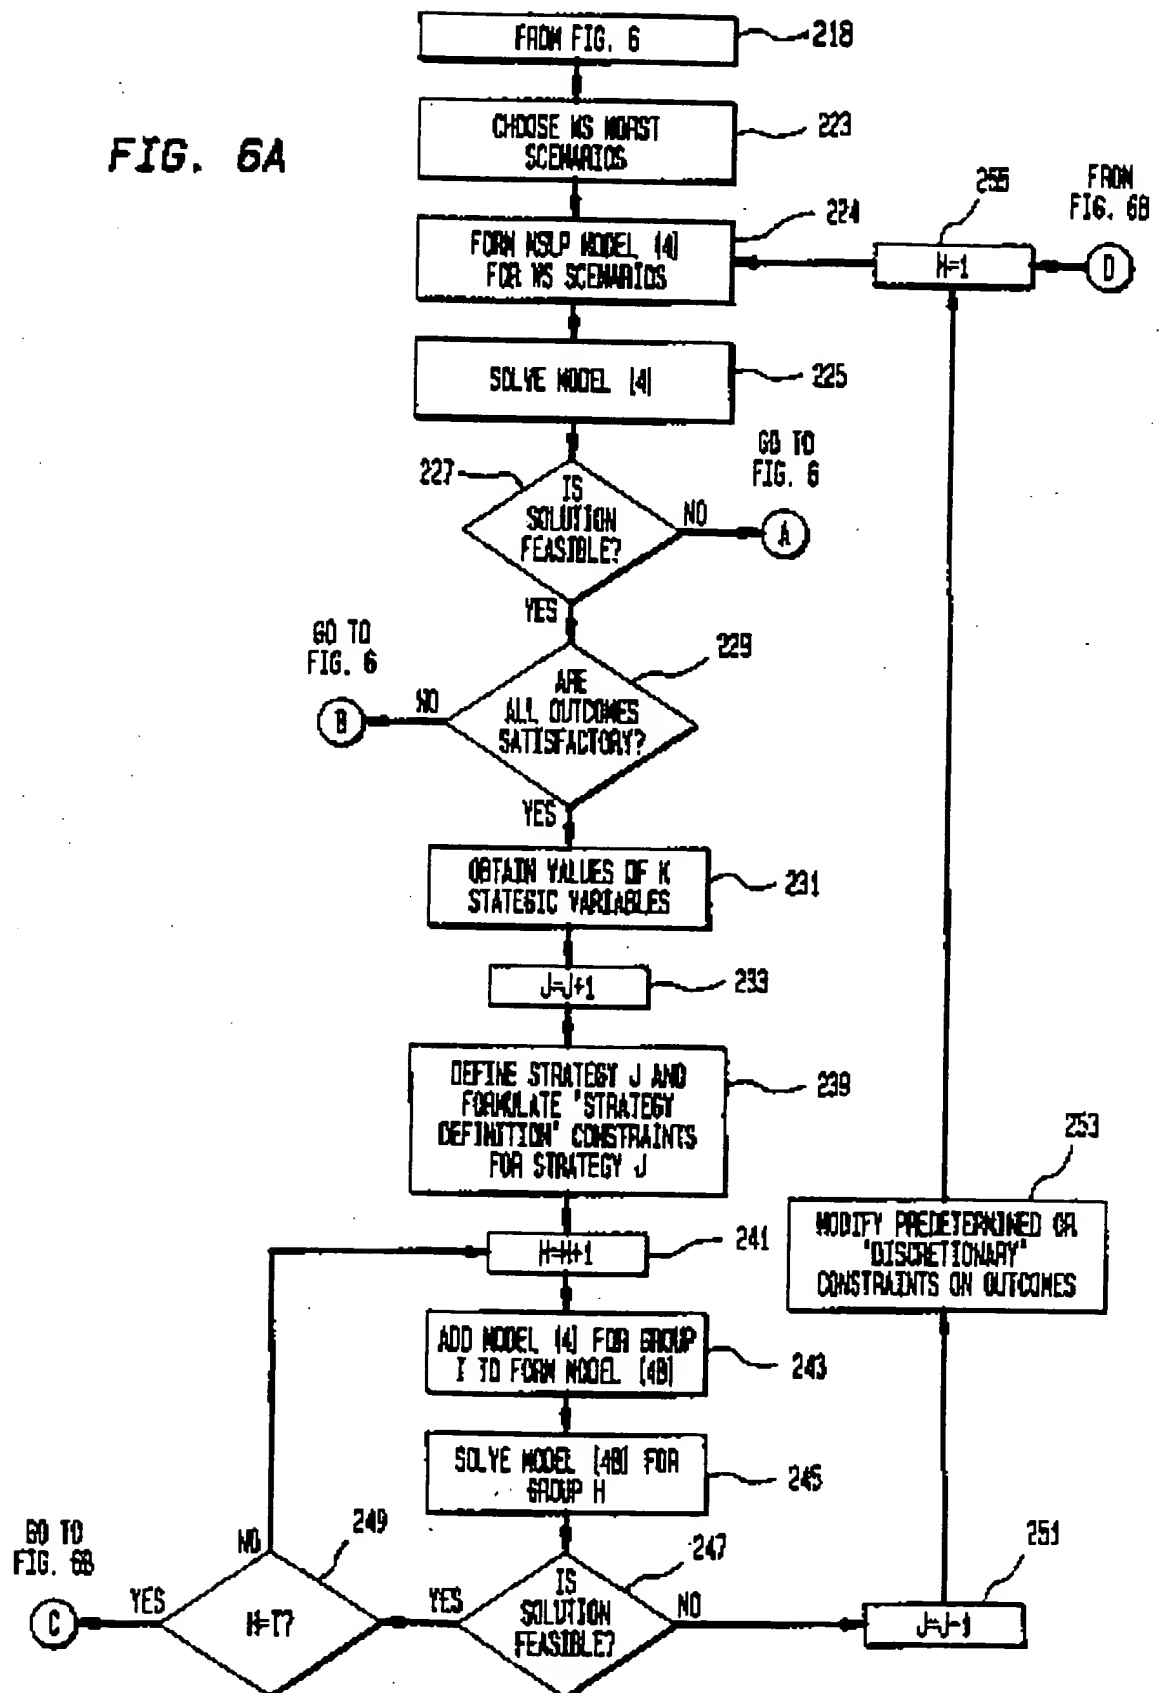 FROM FIG. 6
218
FIG. 6A
CHOOSE WS WORST
SCENARIOS
223
FORM MSLP MODEL [4]
FOR WS SCENARIOS
224
255
H=1
FROM
FIG. 6B
D
SOLVE MODEL [4]
225
227
IS
SOLUTION
FEASIBLE?
NO
GO TO
FIG. 6
A
YES
229
ARE
ALL OUTCOMES
SATISFACTORY?
NO
GO TO
FIG. 6
B
YES
OBTAIN VALUES OF K
STATEGIC VARIABLES
231
J=J+1
233
DEFINE STRATEGY J AND
FORMULATE 'STRATEGY
DEFINITION' CONSTRAINTS
FOR STRATEGY J
239
253
MODIFY PREDETERMINED OR
'DISCRETIONARY'
CONSTRAINTS ON OUTCOMES
H=H+1
241
ADD MODEL [4] FOR GROUP
I TO FORM MODEL [4B]
243
SOLVE MODEL [4B] FOR
GROUP H
245
GO TO
FIG. 6B
C
YES
NO
249
H=T?
YES
247
IS
SOLUTION
FEASIBLE?
NO
251
J=J-1